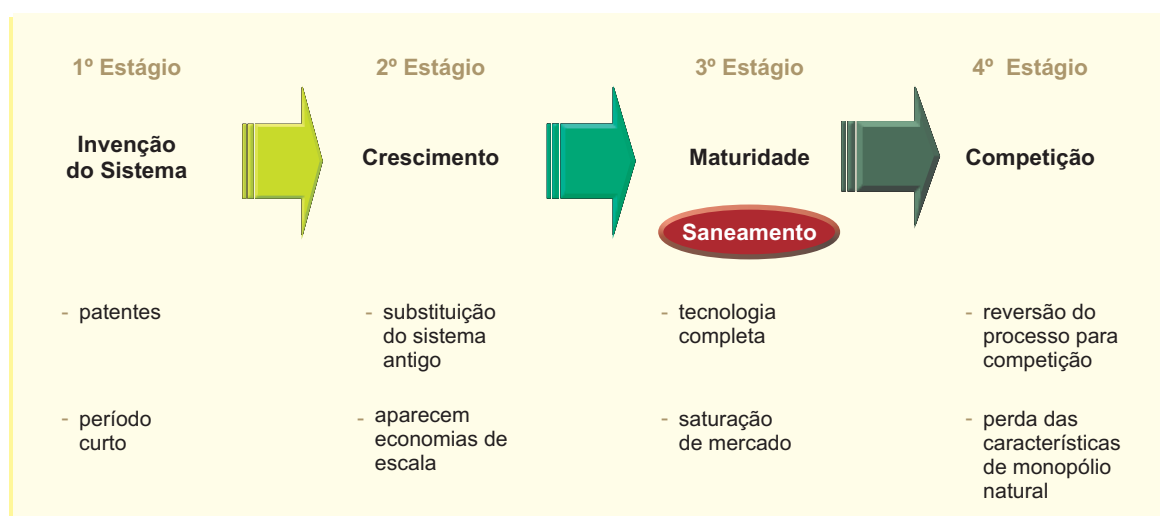 1º Estágio
Invenção
do Sistema
- patentes
- período
curto
2º Estágio
Crescimento
- substituição
do sistema
antigo
- aparecem
economias de
escala
3º Estágio
Maturidade
Saneamento
- tecnologia
completa
- saturação
de mercado
4º Estágio
Competição
- reversão do
processo para
competição
- perda das
características
de monopólio
natural